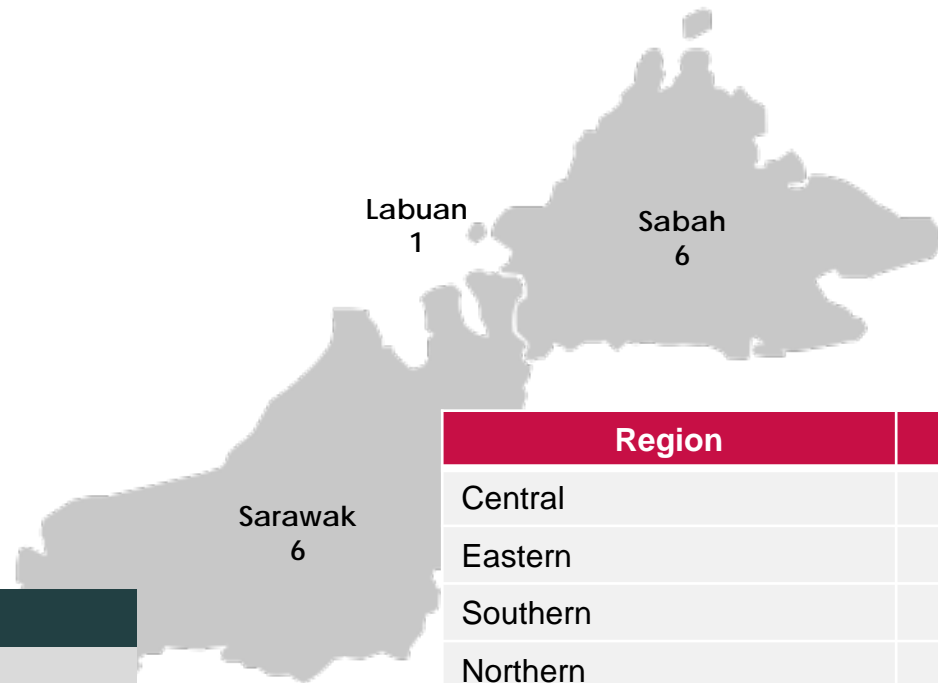 Labuan
1
Sabah
6
Sarawak
6
Region
Central
Eastern
Southern
Northern